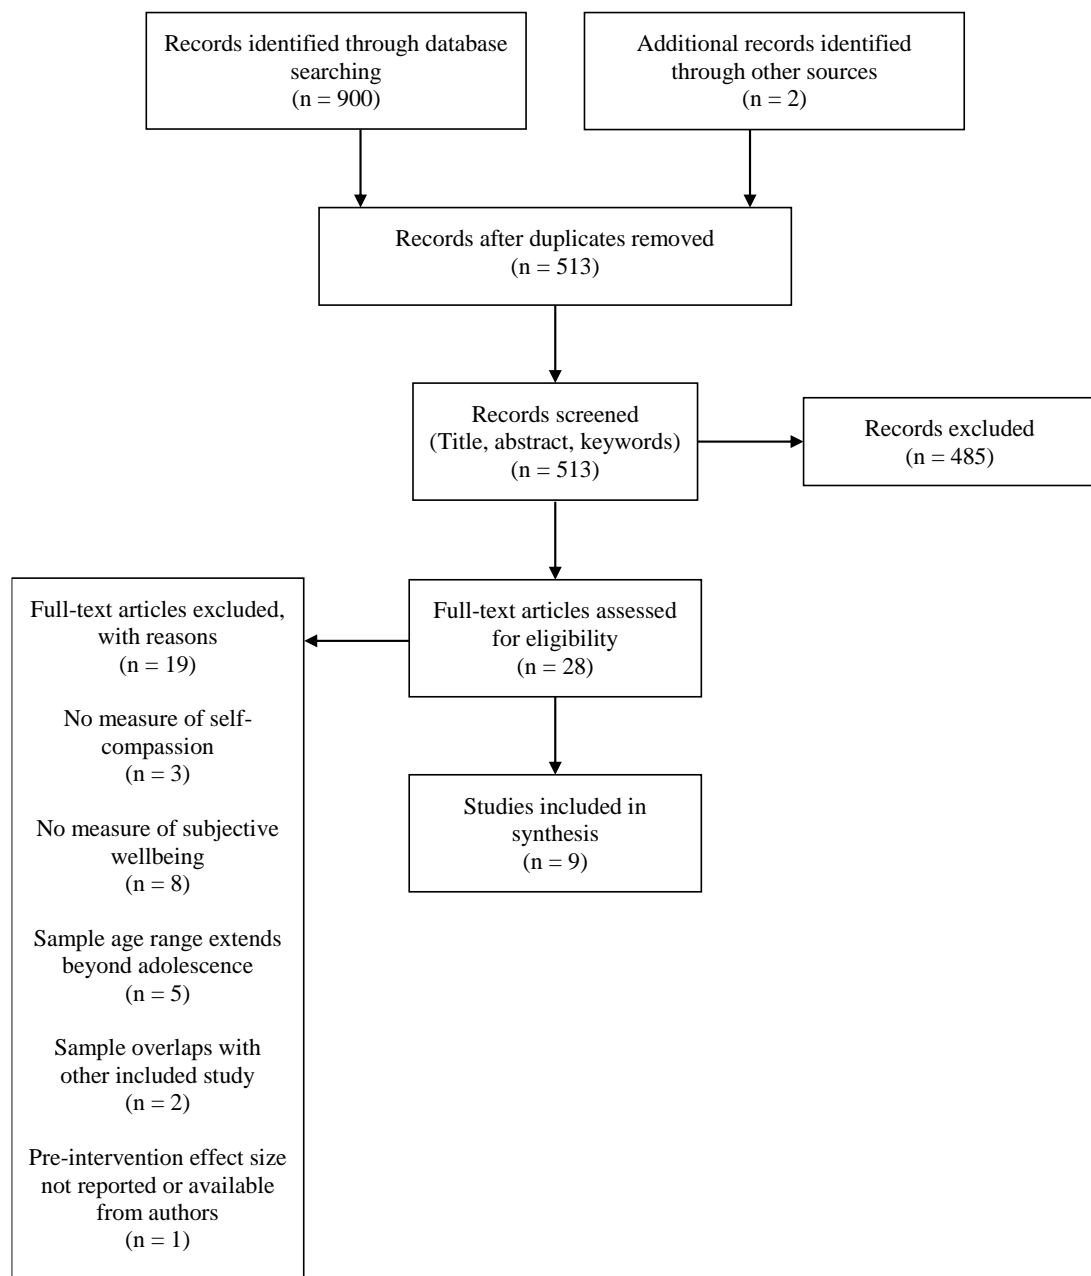 Records identified through database
searching
(n = 900)
Additional records identified
through other sources
(n = 2)
Records after duplicates removed
(n = 513)
Records screened
(Title, abstract, keywords)
(n = 513)
Records excluded
(n = 485)
Full-text articles assessed
for eligibility
(n = 28)
Full-text articles excluded,
with reasons
(n = 19)
No measure of self-
compassion
(n = 3)
No measure of subjective
wellbeing
(n = 8)
Sample age range extends
beyond adolescence
(n = 5)
Sample overlaps with
other included study
(n = 2)
Pre-intervention effect size
not reported or available
from authors
(n = 1)
Studies included in
synthesis
(n = 9)